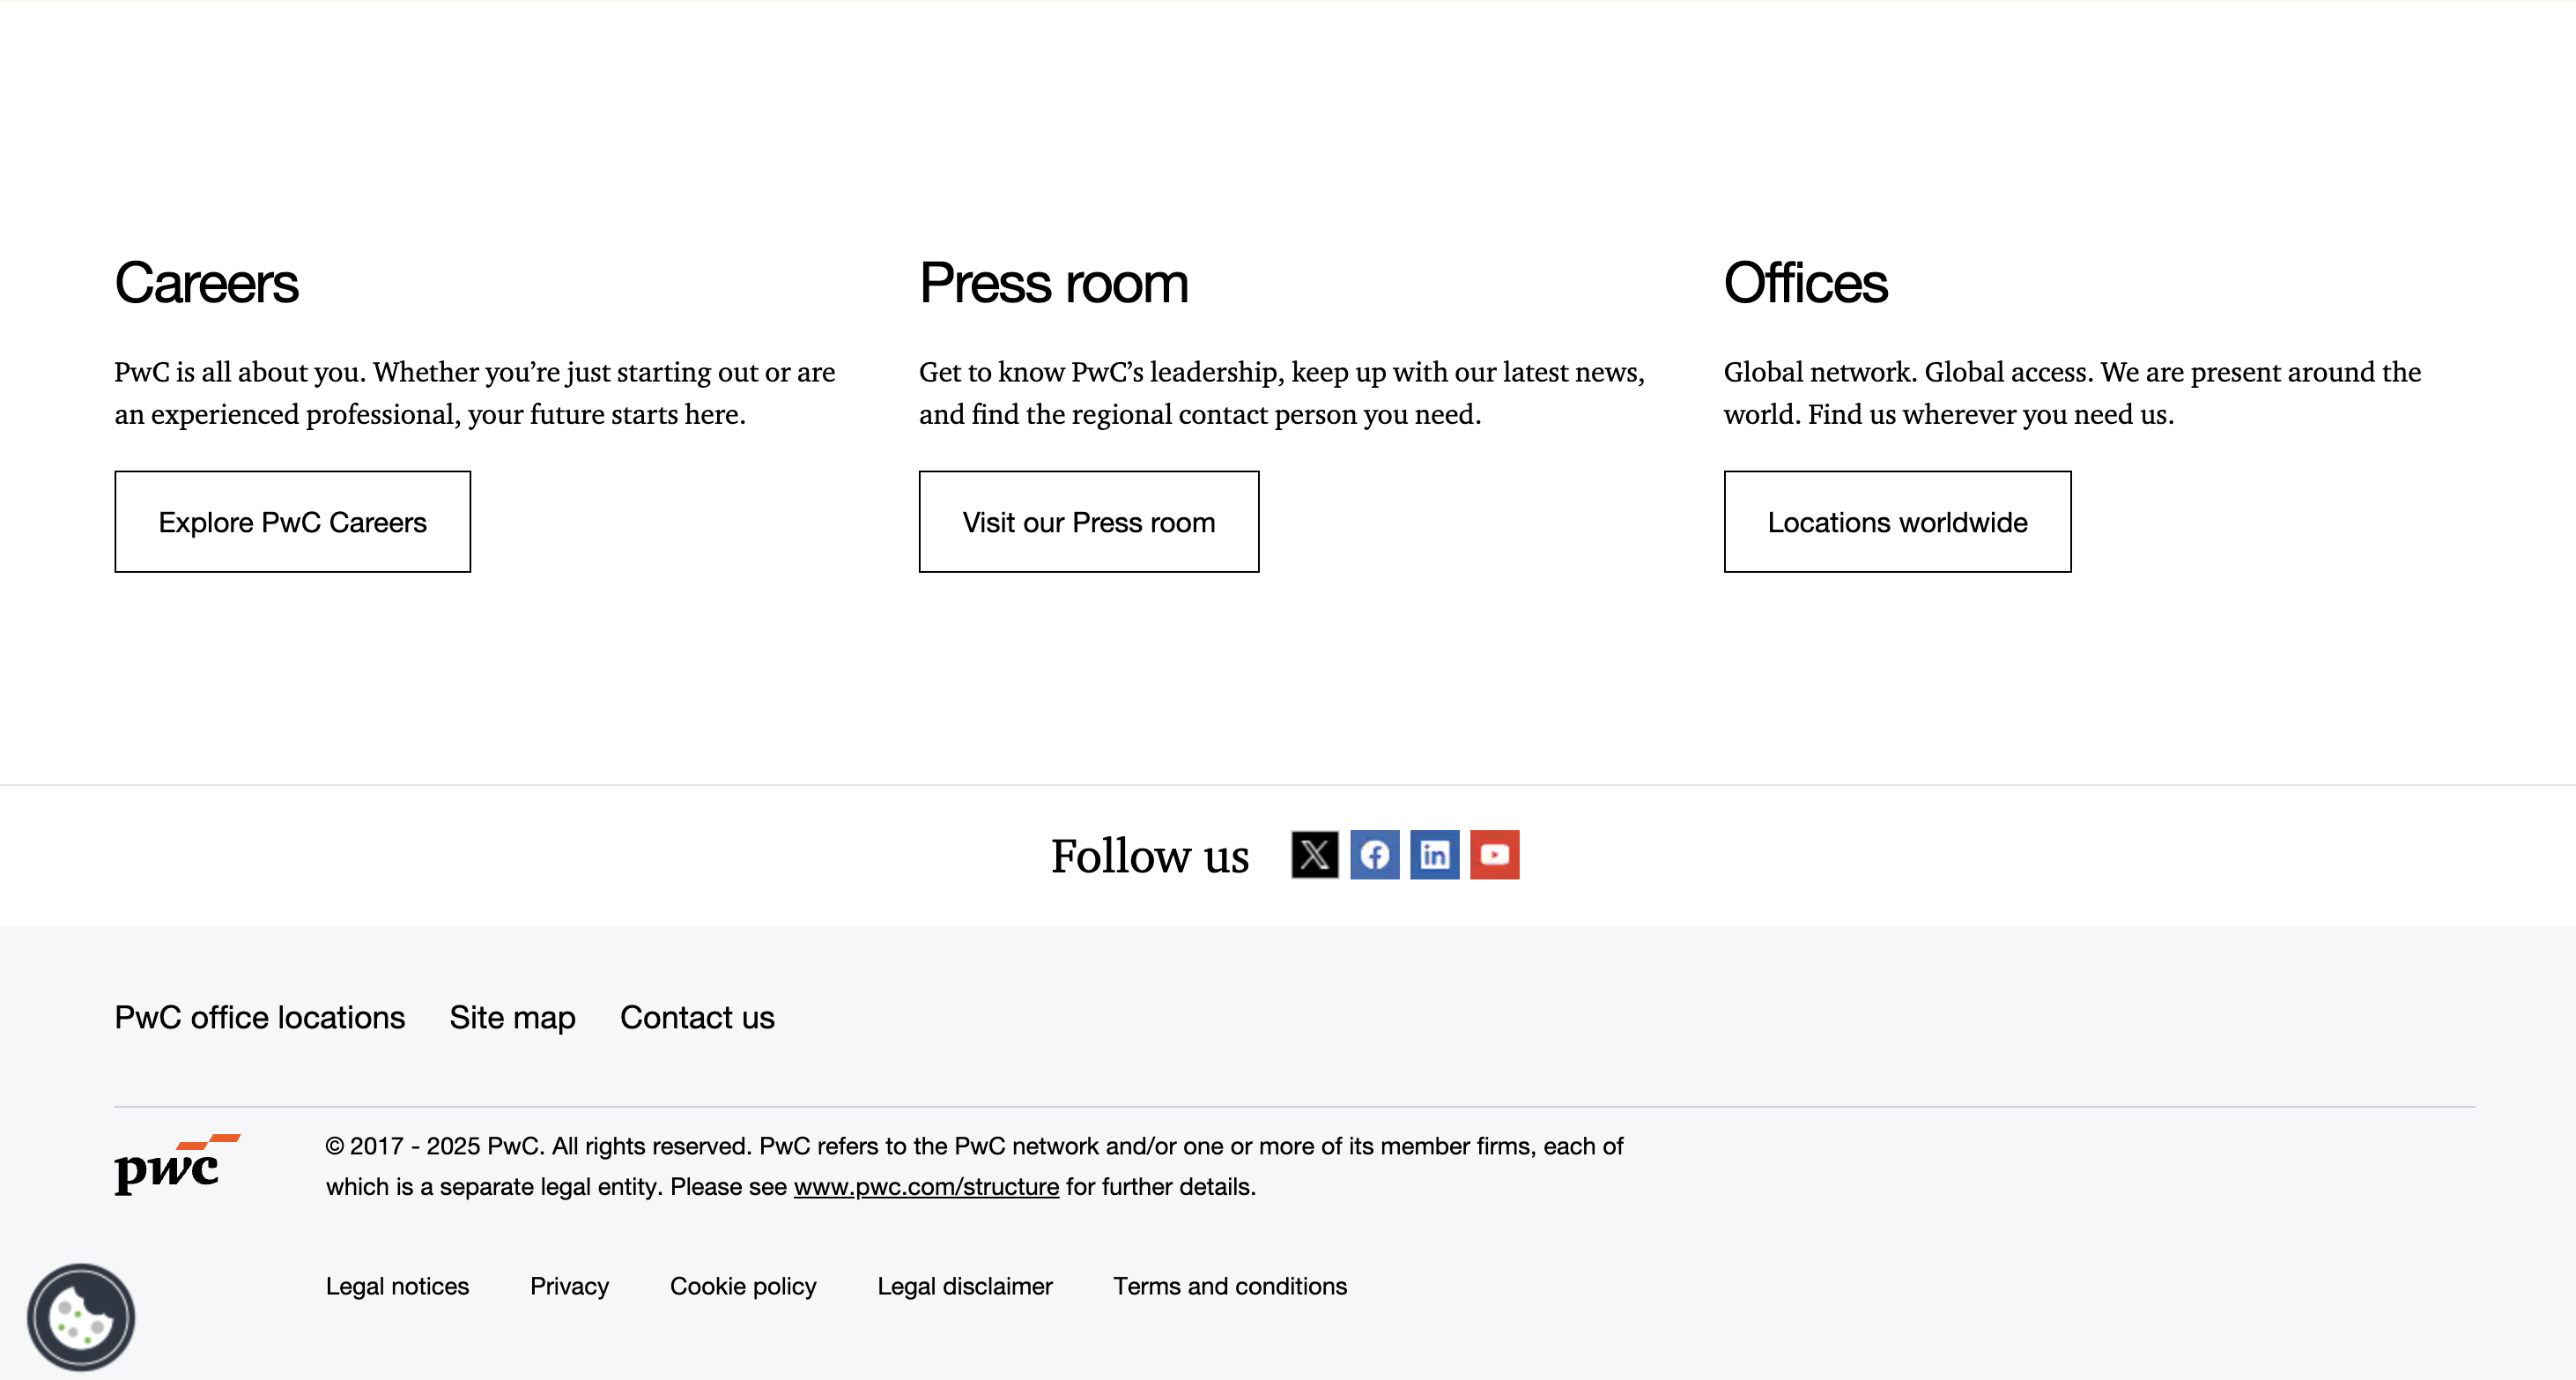 Careers
PwC is all about you. Whether you’re just starting out or are
an experienced professional, your future starts here.
Explore PwC Careers
Press room
Get to know PwC’s leadership, keep up with our latest news,
and find the regional contact person you need.
Visit our Press room
Offices
Global network. Global access. We are present around the
world. Find us wherever you need us.
Locations worldwide
Follow us
PwC office locations
Site map
Contact us
pwc
© 2017 - 2025 PwC. All rights reserved. PwC refers to the PwC network and/or one or more of its member firms, each of
which is a separate legal entity. Please see www.pwc.com/structure for further details.
Legal notices
Privacy
Cookie policy
Legal disclaimer
Terms and conditions